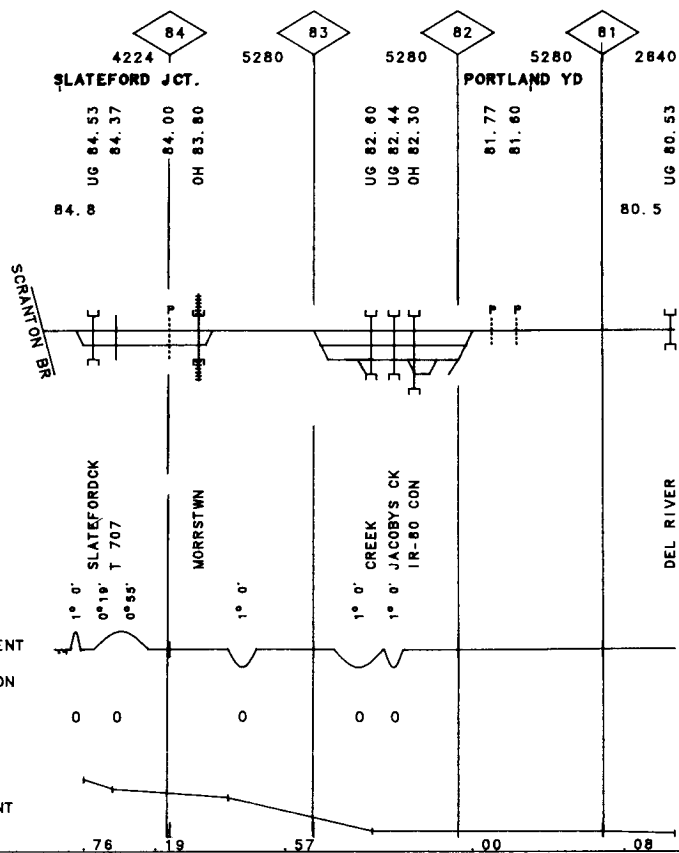 84 83 82 81
4224 5280 5280 5280 2640
SLATEFORD JCT. PORTLAND YD
UG 84.53
84.37
84.00
OH 83.80
UG 82.60
UG 82.44
OH 82.30
81.77
81.60
UG 80.53
84.8 80.5
SCRANTON BR
P P P
SLATEFORDCK
T 707
MORRSTWN
CREEK
JACOBYS CK
IR-80 CON
DEL RIVER
1° 0'
0°19'
0°55'
1° 0'
1° 0'
1° 0'
ENT
ON
0 0 0 0 0
NT
.76 .19 .57 .00 .08